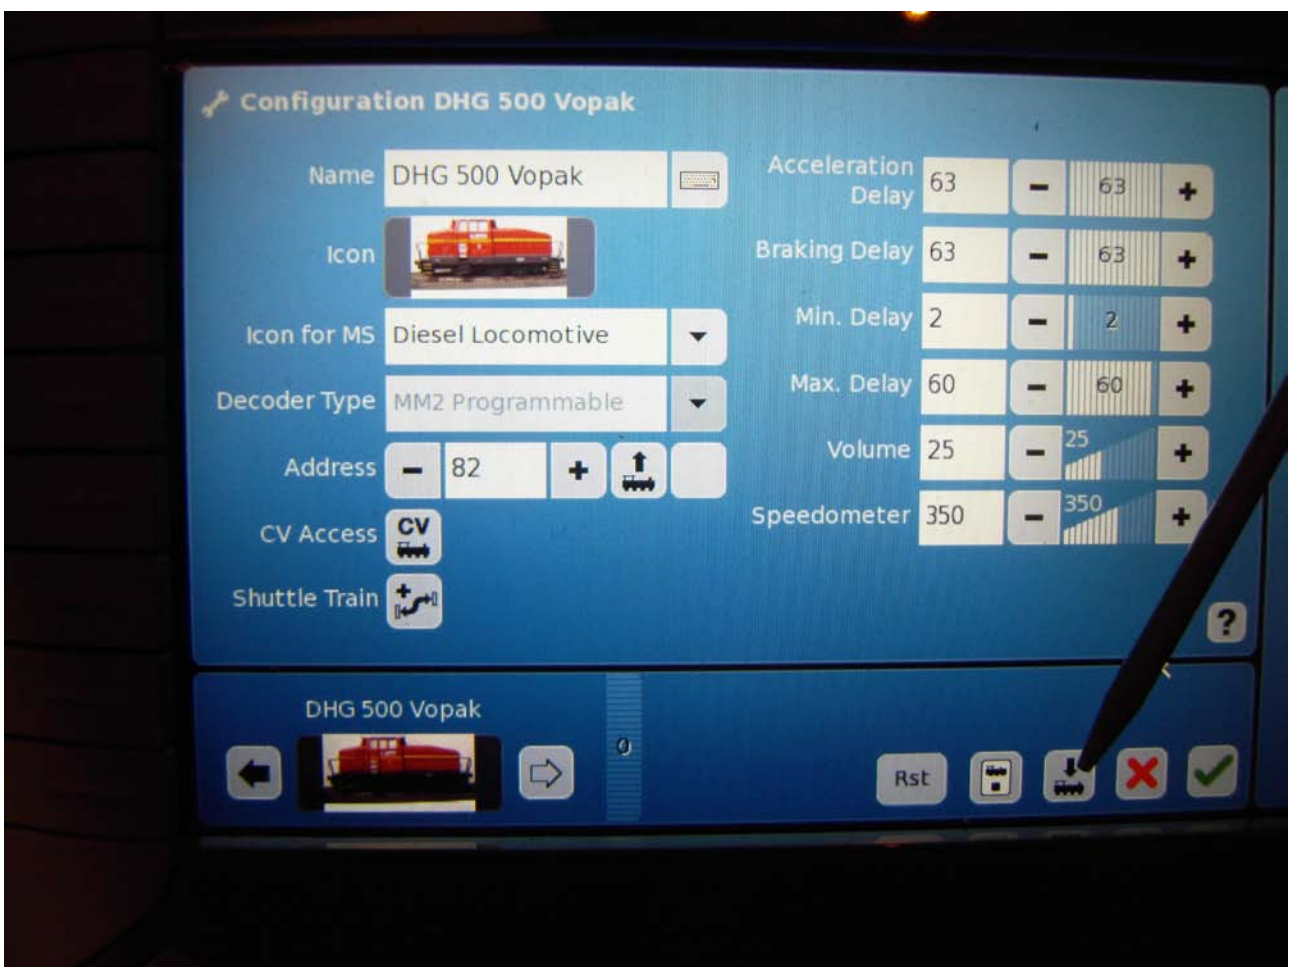 Configuration DHG 500 Vopak
Name DHG 500 Vopak
Icon
Icon for MS Diesel Locomotive
Decoder Type MM2 Programmable
Address - 82 +
CV Access CV
Shuttle Train +
Acceleration
Delay 63 - 63 +
Braking Delay 63 - 63 +
Min. Delay 2 - 2 +
Max. Delay 60 - 60 +
Volume 25 - 25 +
Speedometer 350 - 350 +
?
DHG 500 Vopak
0
Rst